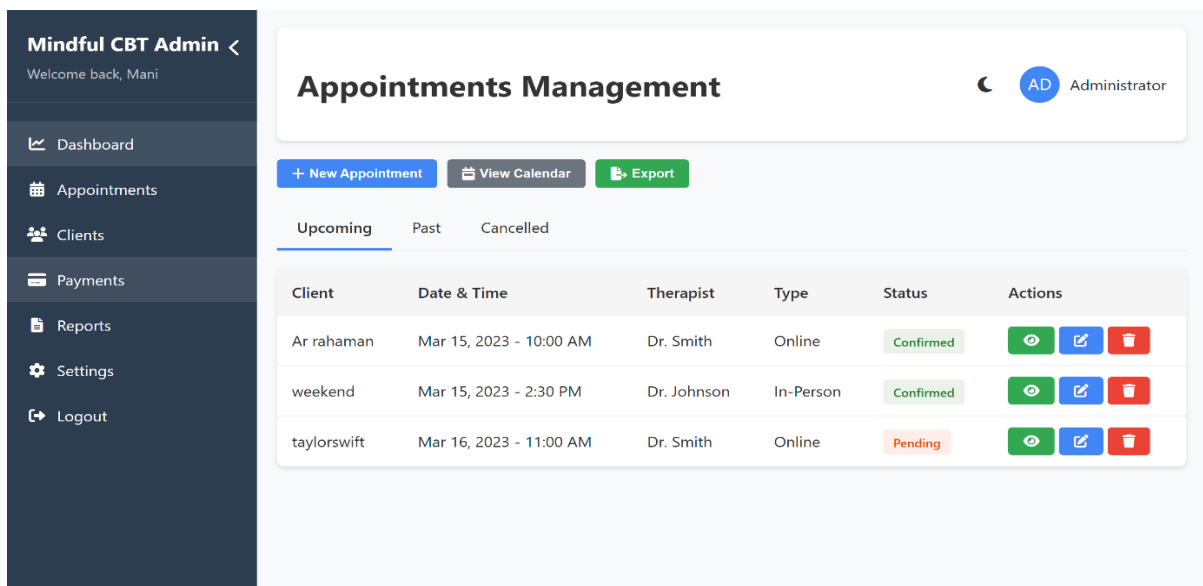 Mindful CBT Admin
Welcome back, Mani
Dashboard
Appointments
Clients
Payments
Reports
Settings
Logout
Appointments Management
AD Administrator
+ New Appointment View Calendar Export
Upcoming Past Cancelled
Client Date & Time Therapist Type Status Actions
Ar rahaman Mar 15, 2023 - 10:00 AM Dr. Smith Online Confirmed
weekend Mar 15, 2023 - 2:30 PM Dr. Johnson In-Person Confirmed
taylorswift Mar 16, 2023 - 11:00 AM Dr. Smith Online Pending